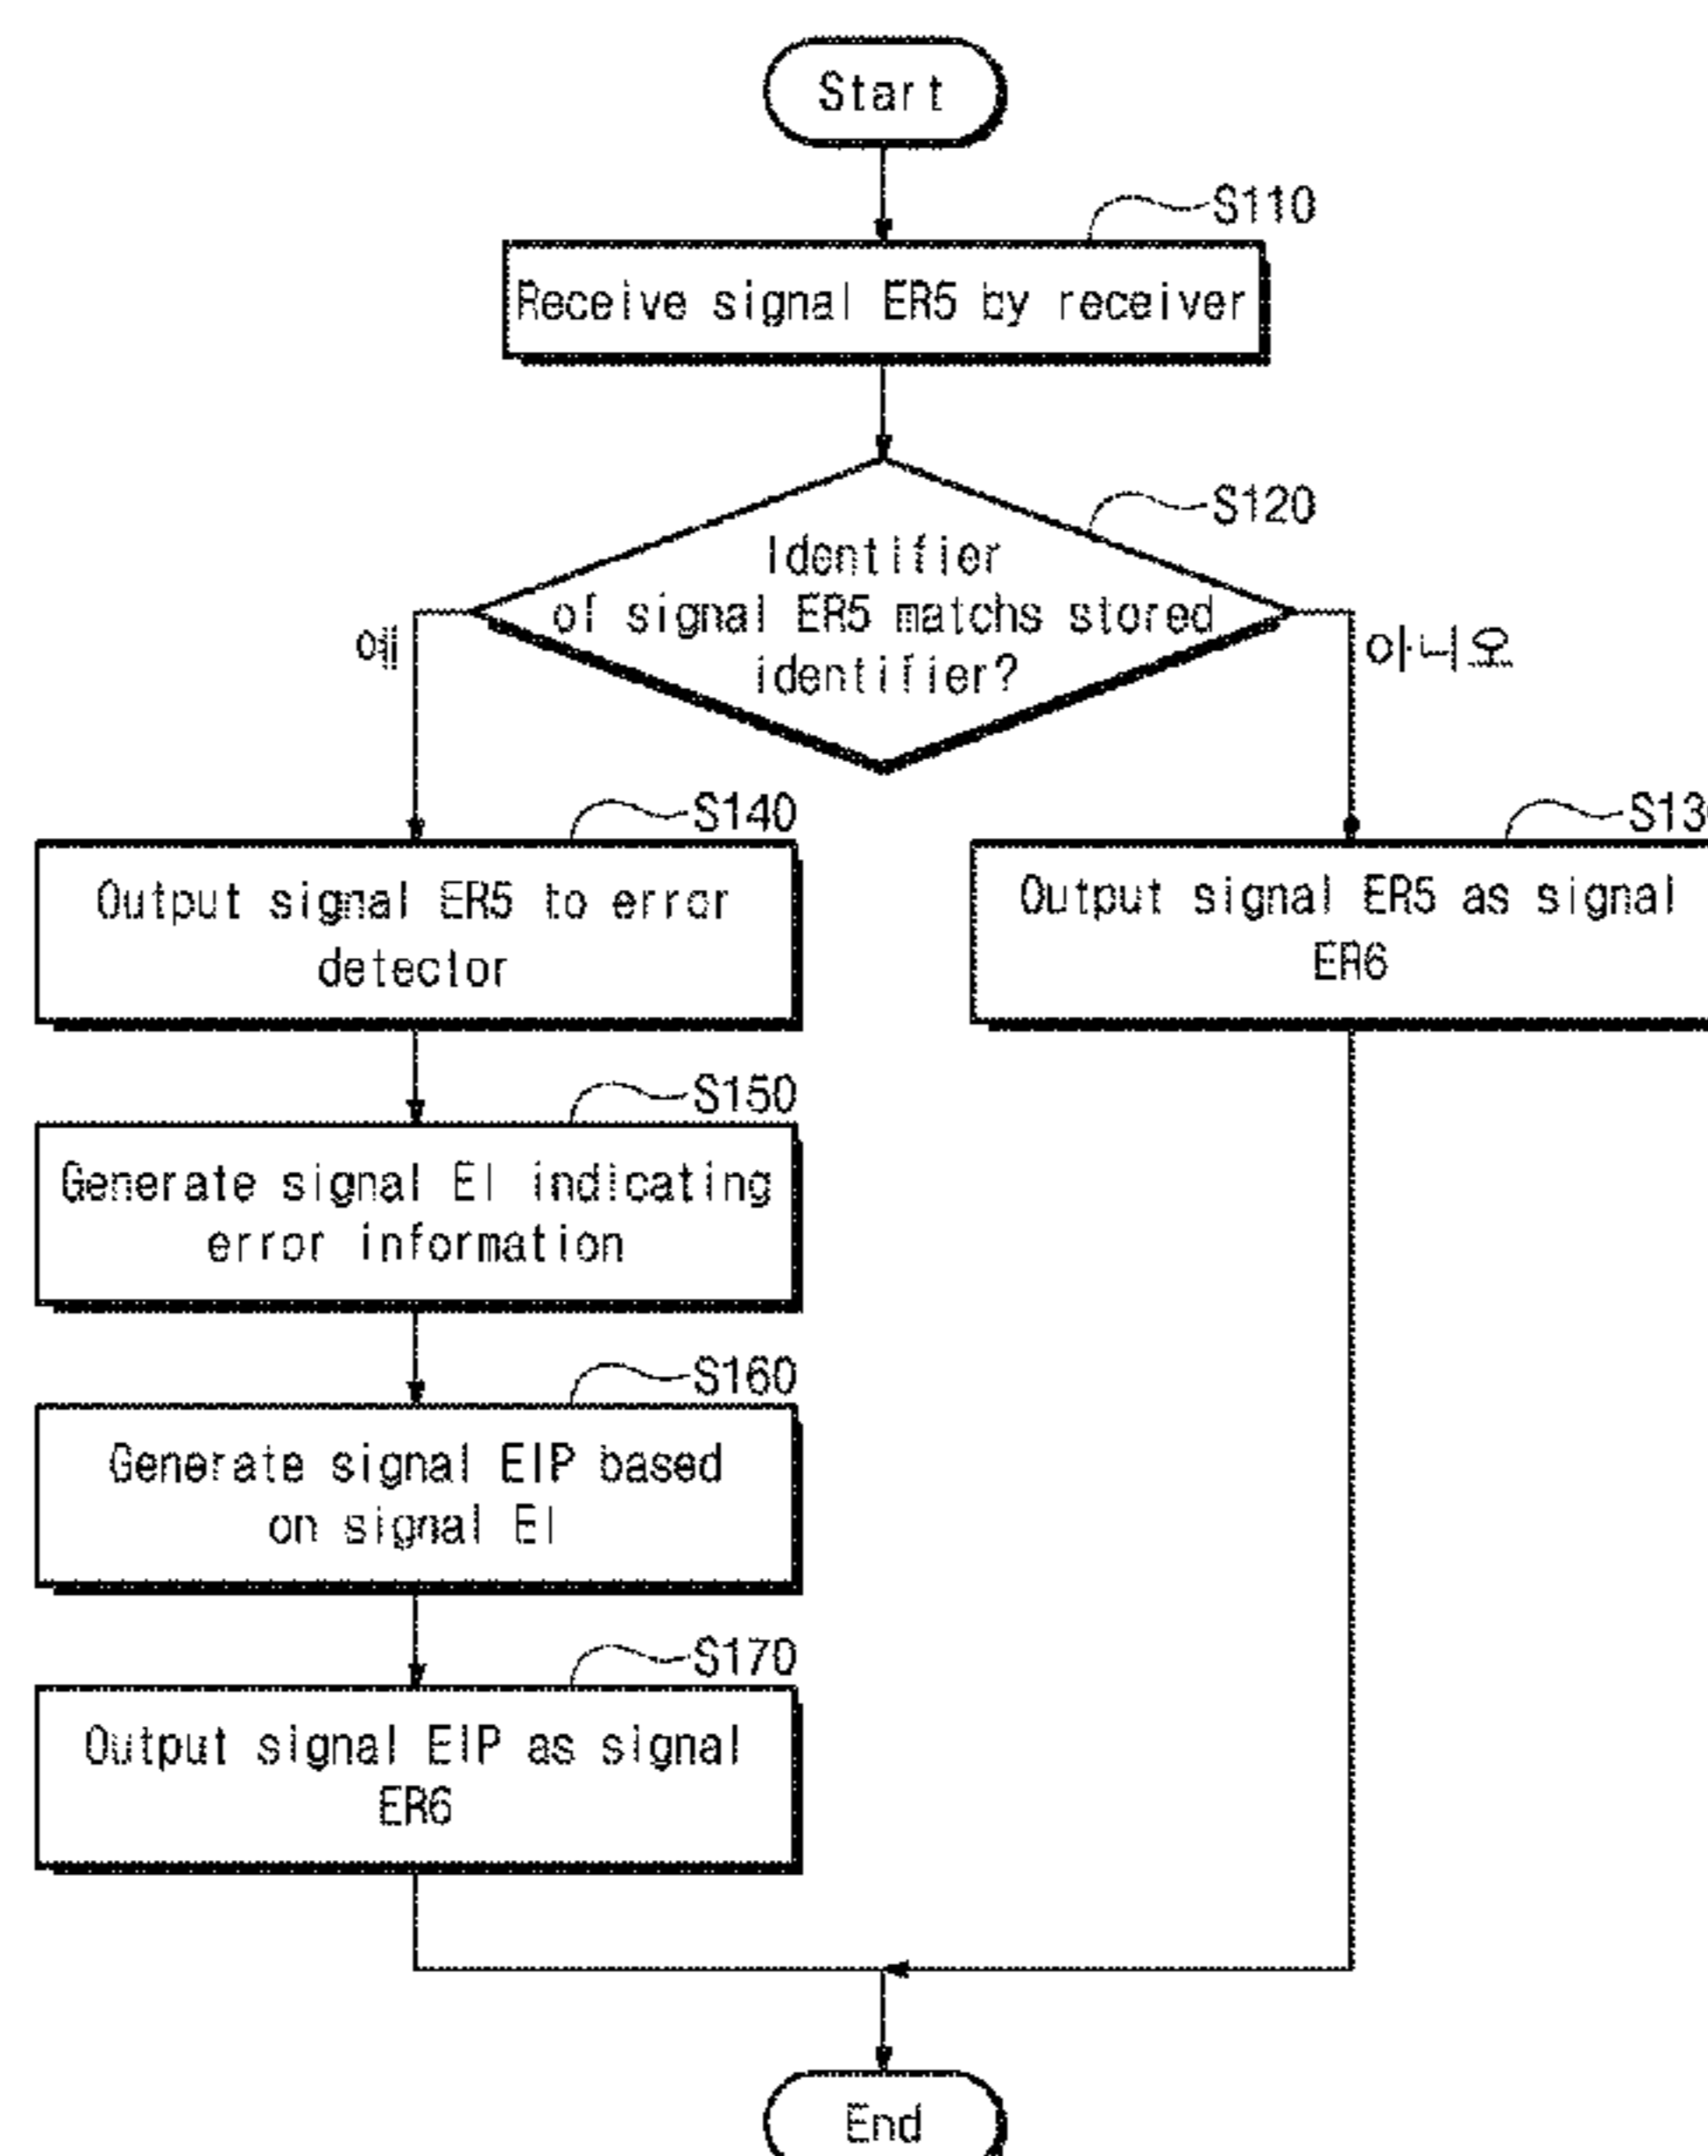 Start
S110
Receive signal ER5 by receiver
S120
Identifier
of signal ER5 matchs stored
identifier?
예
아니오
S140
Output signal ER5 to error
detector
S13
Output signal ER5 as signal
ER6
S150
Generate signal EI indicating
error information
S160
Generate signal EIP based
on signal EI
S170
Output signal EIP as signal
ER6
End